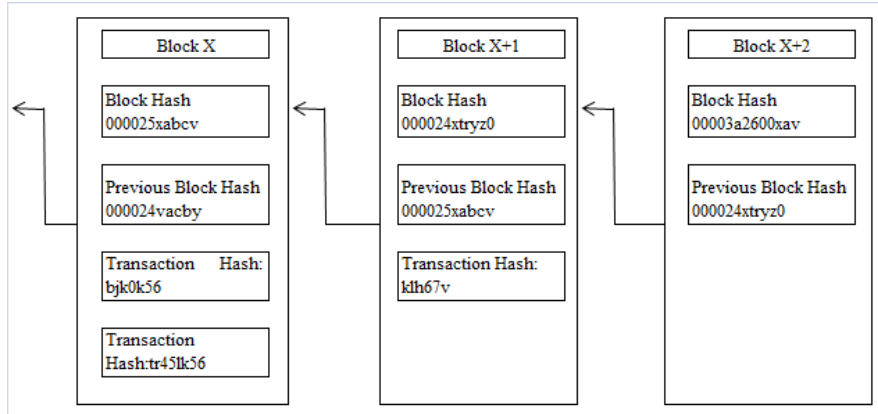 Block X
Block Hash
000025xabcv
Previous Block Hash
000024vacby
Transaction Hash:
bjk0k56
Transaction
Hash:tr45lk56
Block X+1
Block Hash
000024xtryz0
Previous Block Hash
000025xabcv
Transaction Hash:
klh67v
Block X+2
Block Hash
00003a2600xav
Previous Block Hash
000024xtryz0